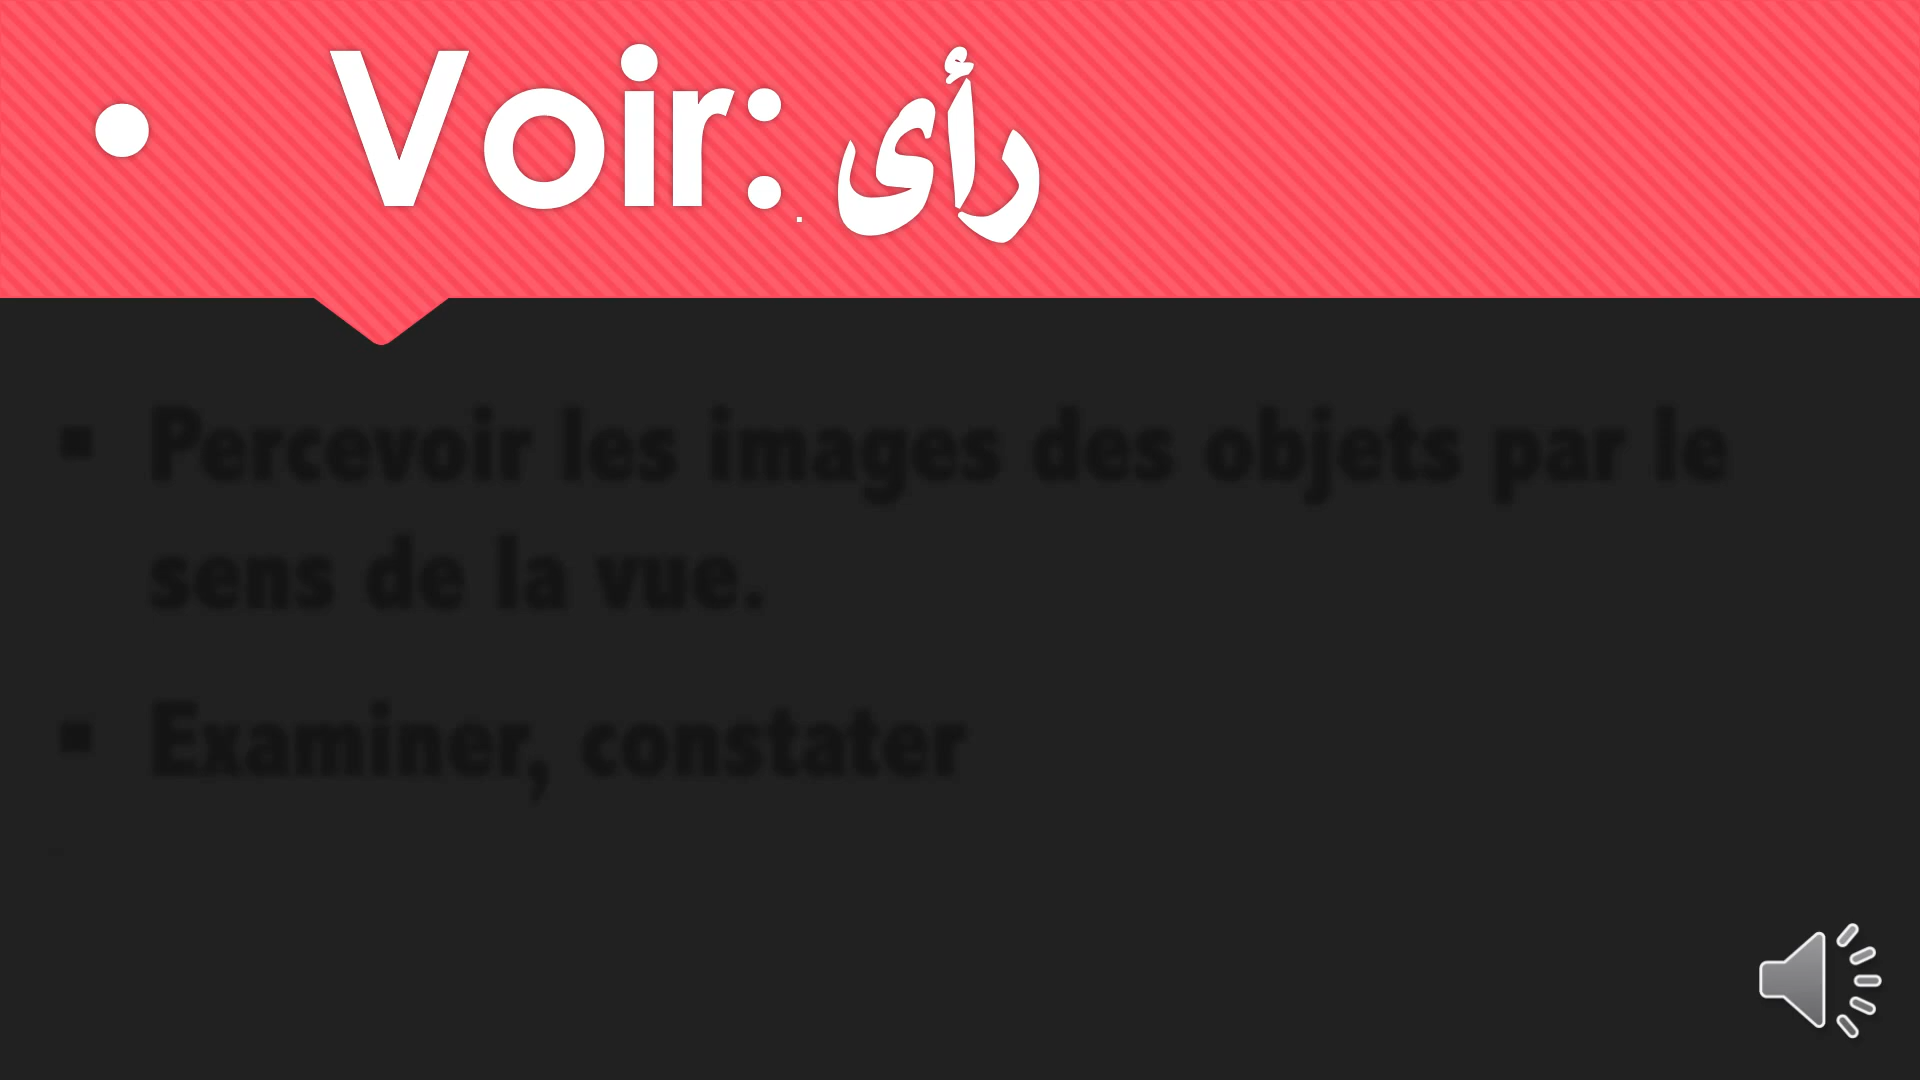 • Voir: رأى
▪ Percevoir les images des objets par le
sens de la vue.
▪ Examiner, constater